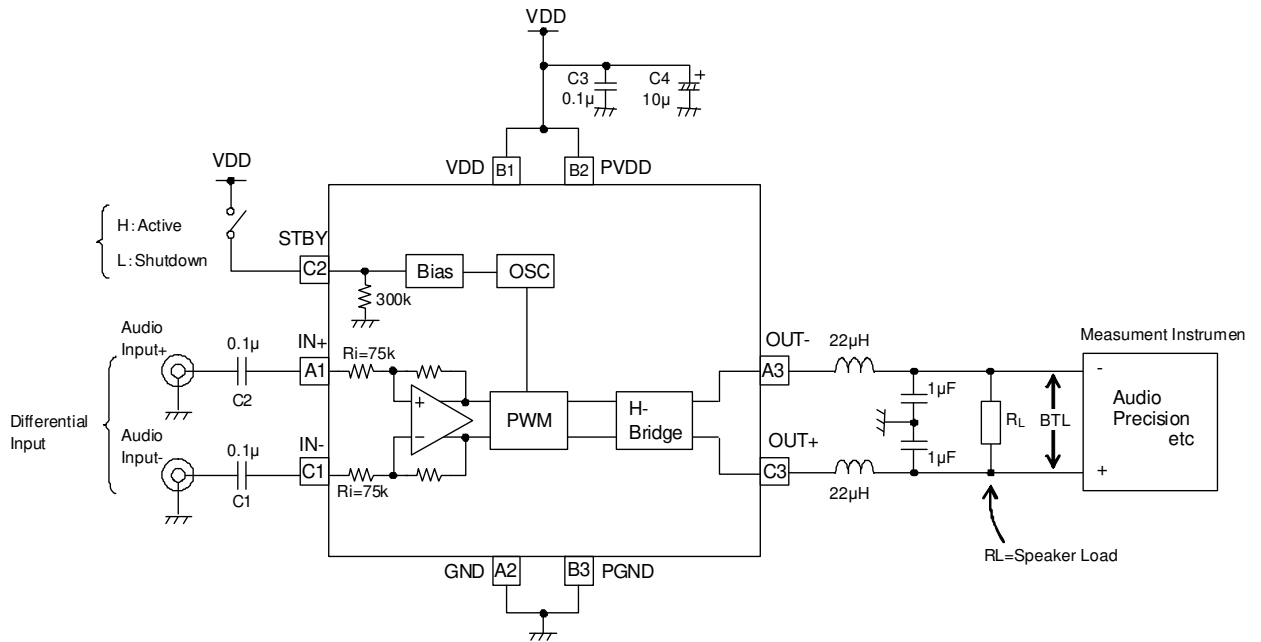 VDD
C3
0.1µ
C4
+
10µ
VDD
B1
B2
PVDD
VDD
H:Active
L:Shutdown
STBY
C2
Bias
OSC
300k
Audio
Input+
0.1µ
C2
IN+
A1
Ri=75k
Differential
Input
Audio
Input-
0.1µ
C1
IN-
C1
Ri=75k
+
-
PWM
H-
Bridge
OUT-
A3
22µH
OUT+
C3
22µH
1µF
1µF
RL
BTL
Measument Instrumen
-
Audio
Precision
etc
+
RL=Speaker Load
GND
A2
B3
PGND